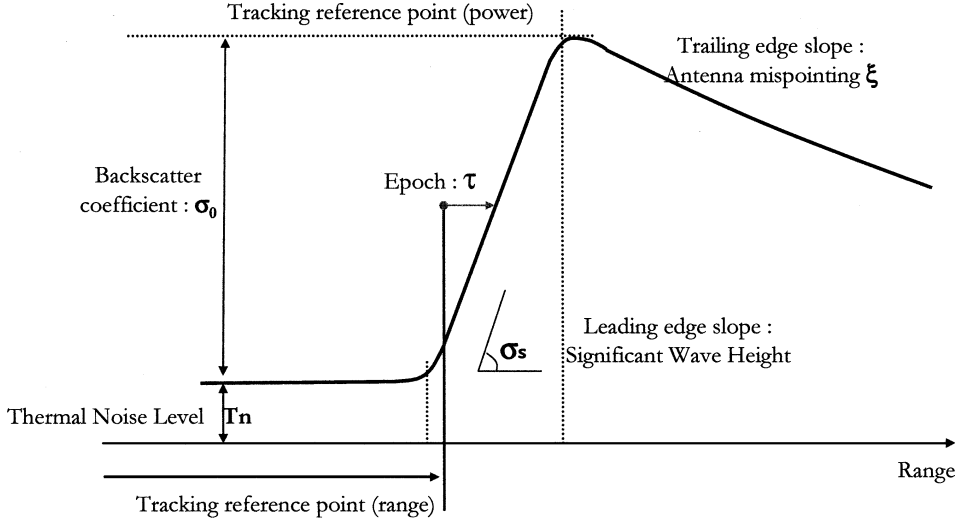 Tracking reference point (power)
Trailing edge slope :
Antenna mispointing ξ
Backscatter
coefficient : σ0
Epoch : τ
Leading edge slope :
Significant Wave Height
σs
Thermal Noise Level Tn
Range
Tracking reference point (range)